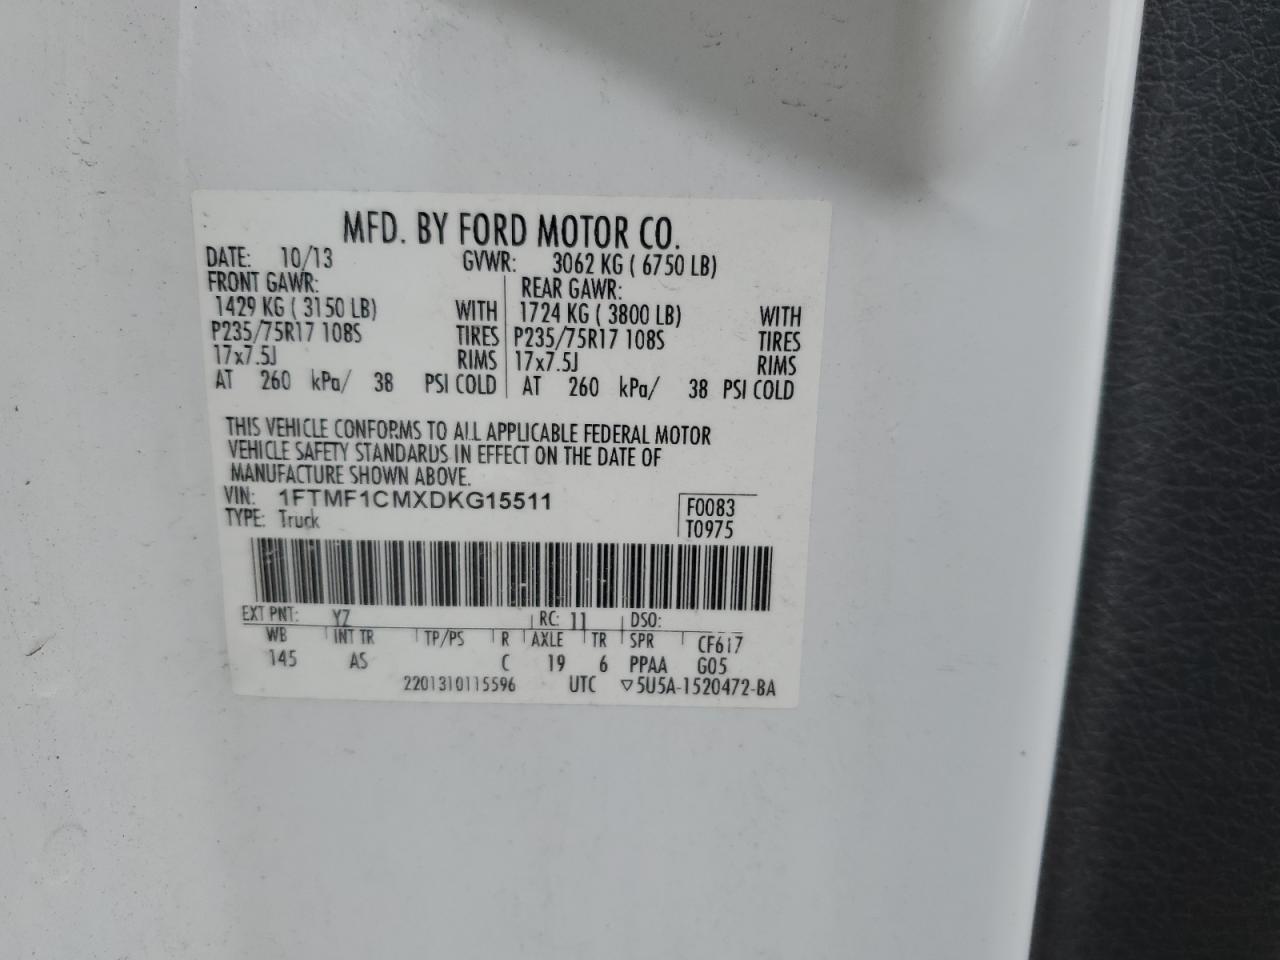 MFD. BY FORD MOTOR CO.
DATE: 10/13 GVWR: 3062 KG ( 6750 LB)
FRONT GAWR: REAR GAWR:
1429 KG ( 3150 LB) WITH 1724 KG ( 3800 LB) WITH
P235/75R17 108S TIRES P235/75R17 108S TIRES
17x7.5J RIMS 17x7.5J RIMS
AT 260 kPa/ 38 PSI COLD AT 260 kPa/ 38 PSI COLD
THIS VEHICLE CONFORMS TO ALL APPLICABLE FEDERAL MOTOR
VEHICLE SAFETY STANDARDS IN EFFECT ON THE DATE OF
MANUFACTURE SHOWN ABOVE.
VIN: 1FTMF1CMXDKG15511
TYPE: Truck
F0083
T0975
EXT PNT: YZ RC: 11 DSO:
WB INT TR TP/PS R AXLE TR SPR CF617
145 AS C 19 6 PPAA G05
2201310115596 UTC ▽5U5A-1520472-BA